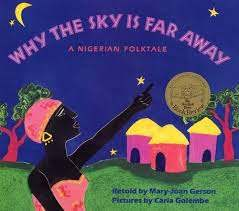 WHY THE SKY IS FAR AWAY
A NIGERIAN FOLKTALE
Retold by Mary-Joan Gerson
Pictures by Carla Golembe